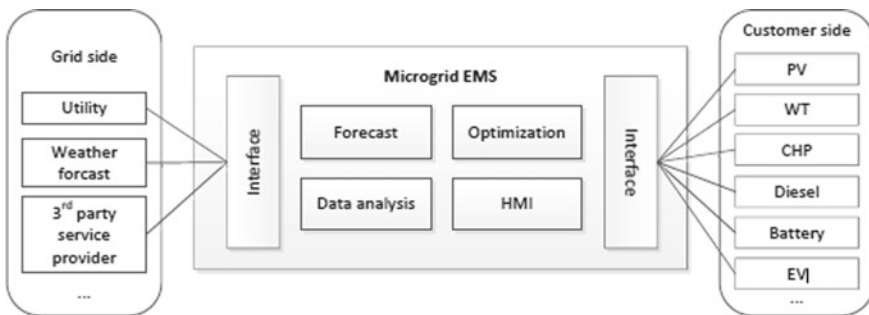 Grid side
Utility
Weather
forcast
3rd party
service
provider
...
Microgrid EMS
Interface
Forecast
Optimization
Data analysis
HMI
Interface
Customer side
PV
WT
CHP
Diesel
Battery
EV
...